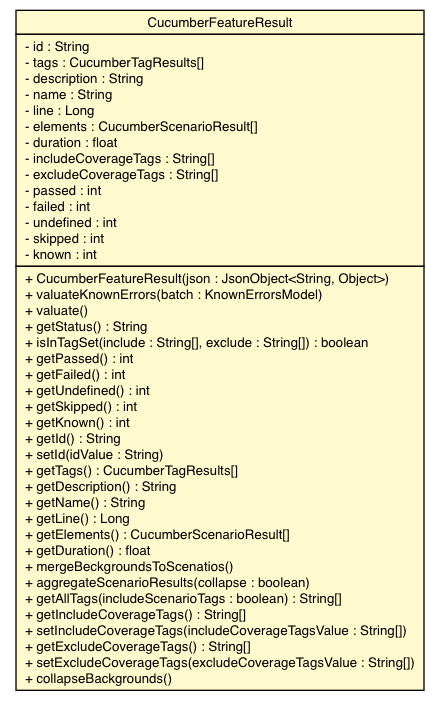 CucumberFeatureResult
- id : String
- tags : CucumberTagResults[]
- description : String
- name : String
- line : Long
- elements : CucumberScenarioResult[]
- duration : float
- includeCoverageTags : String[]
- excludeCoverageTags : String[]
- passed : int
- failed : int
- undefined : int
- skipped : int
- known : int
+ CucumberFeatureResult(json : JsonObject<String, Object>)
+ valuateKnownErrors(batch : KnownErrorsModel)
+ valuate()
+ getStatus() : String
+ isInTagSet(include : String[], exclude : String[]) : boolean
+ getPassed() : int
+ getFailed() : int
+ getUndefined() : int
+ getSkipped() : int
+ getKnown() : int
+ getId() : String
+ setId(idValue : String)
+ getTags() : CucumberTagResults[]
+ getDescription() : String
+ getName() : String
+ getLine() : Long
+ getElements() : CucumberScenarioResult[]
+ getDuration() : float
+ mergeBeckgroundsToScenatios()
+ aggregateScenarioResults(collapse : boolean)
+ getAllTags(includeScenarioTags : boolean) : String[]
+ getIncludeCoverageTags() : String[]
+ setIncludeCoverageTags(includeCoverageTagsValue : String[])
+ getExcludeCoverageTags() : String[]
+ setExcludeCoverageTags(excludeCoverageTagsValue : String[])
+ collapseBackgrounds()